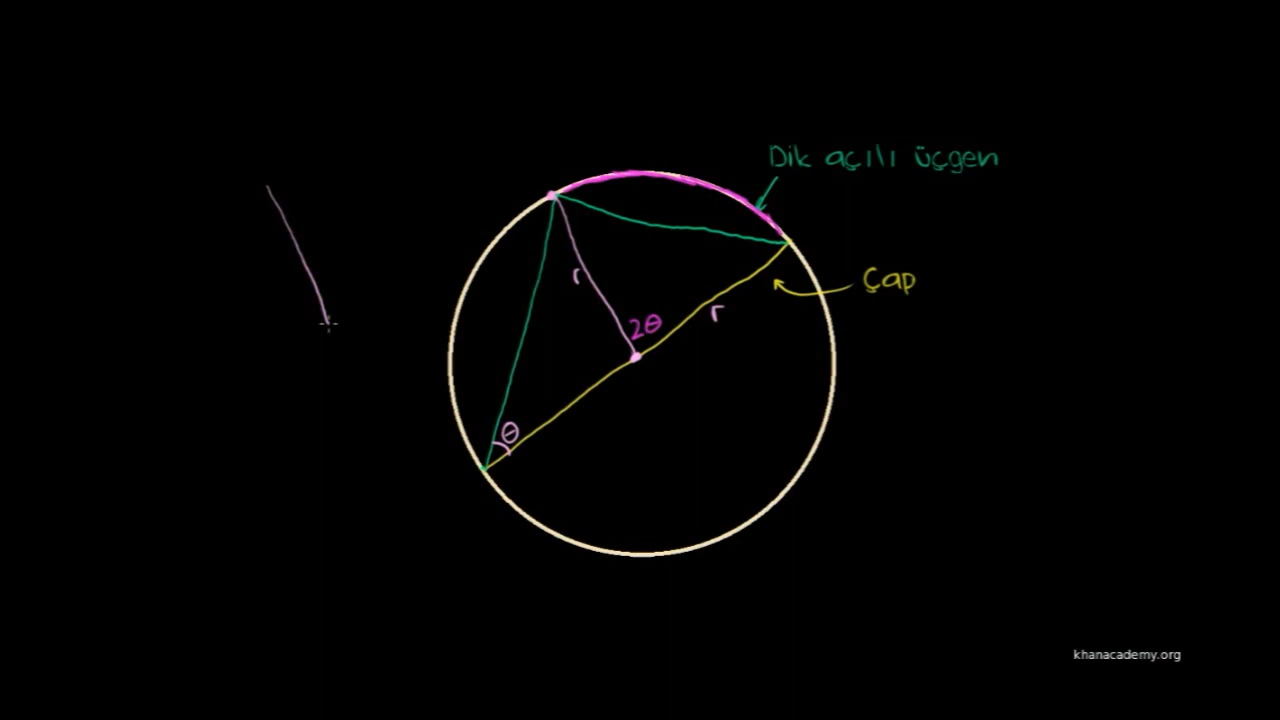 Dik açılı üçgen
Çap
r
r
2θ
θ
khanacademy.org